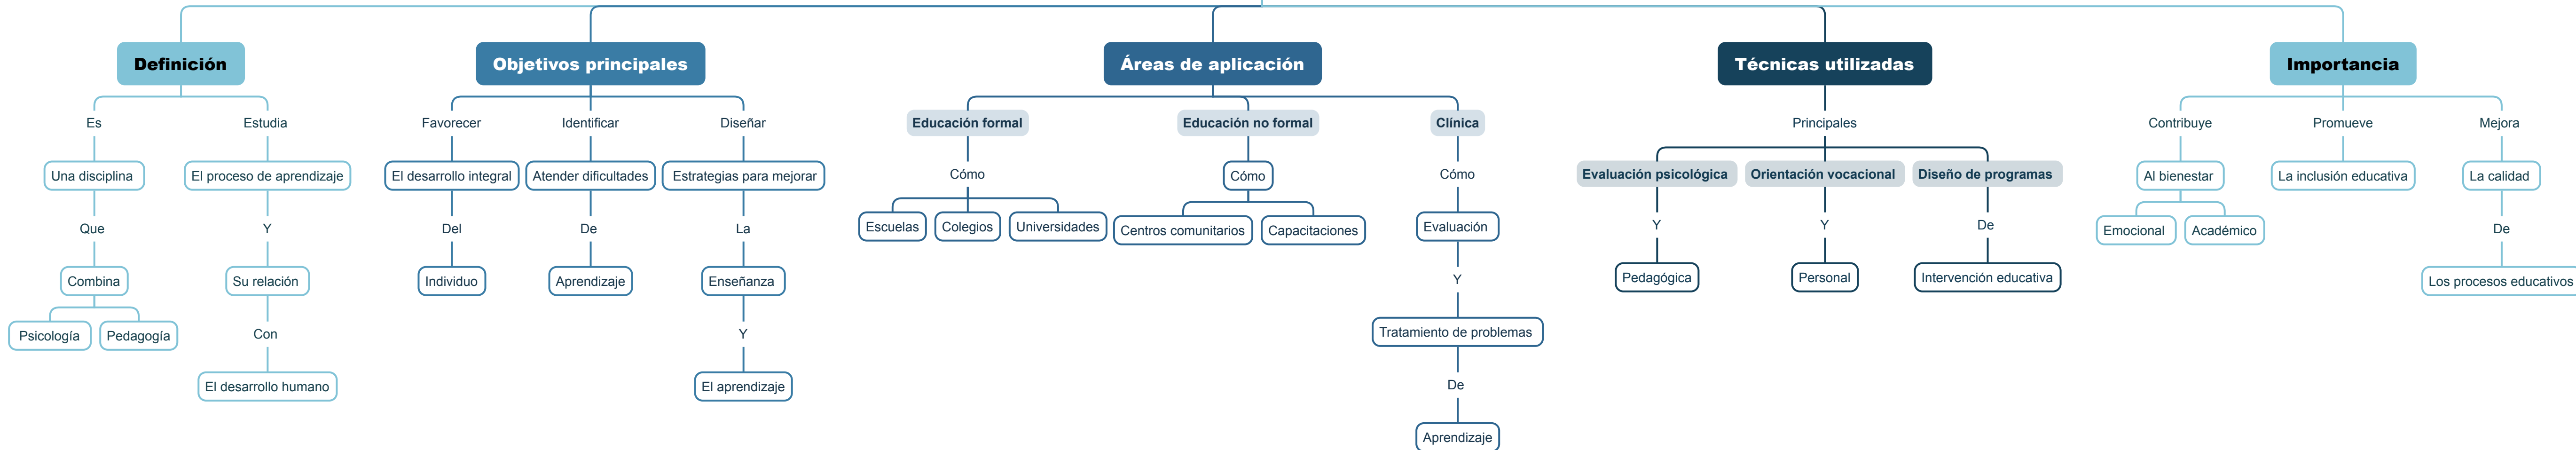 Definición
Objetivos principales
Áreas de aplicación
Técnicas utilizadas
Importancia
Es
Estudia
Una disciplina
El proceso de aprendizaje
Que
Y
Combina
Su relación
Psicología
Pedagogía
Con
El desarrollo humano
Favorecer
Identificar
Diseñar
El desarrollo integral
Atender dificultades
Estrategias para mejorar
Del
De
La
Individuo
Aprendizaje
Enseñanza
Y
El aprendizaje
Educación formal
Educación no formal
Clínica
Cómo
Cómo
Cómo
Escuelas
Colegios
Universidades
Centros comunitarios
Capacitaciones
Evaluación
Y
Tratamiento de problemas
De
Aprendizaje
Principales
Evaluación psicológica
Orientación vocacional
Diseño de programas
Y
Y
De
Pedagógica
Personal
Intervención educativa
Contribuye
Promueve
Mejora
Al bienestar
La inclusión educativa
La calidad
Emocional
Académico
De
Los procesos educativos